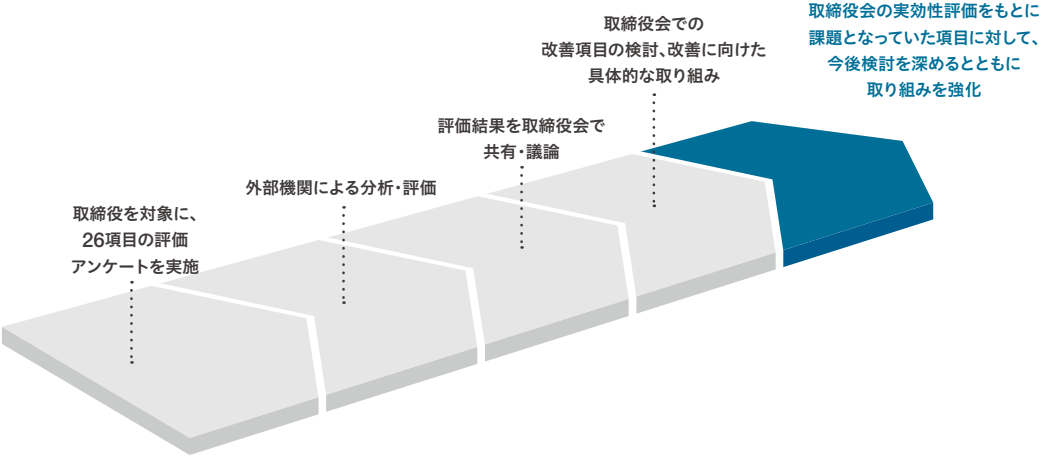 取締役を対象に、
26項目の評価
アンケートを実施
外部機関による分析・評価
評価結果を取締役会で
共有・議論
取締役会での
改善項目の検討、改善に向けた
具体的な取り組み
取締役会の実効性評価をもとに
課題となっていた項目に対して、
今後検討を深めるとともに
取り組みを強化